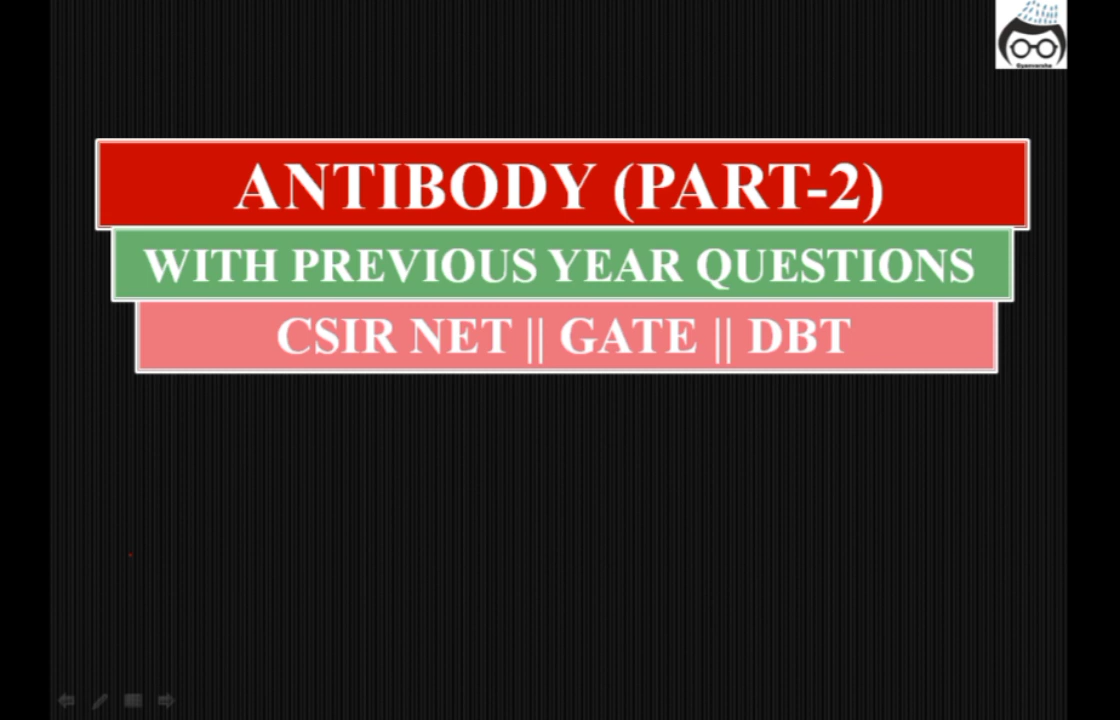 ANTIBODY (PART-2)
WITH PREVIOUS YEAR QUESTIONS
CSIR NET || GATE || DBT